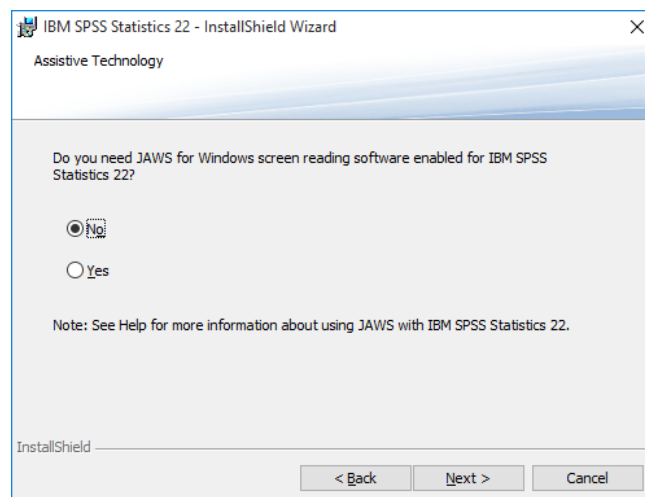 IBM SPSS Statistics 22 - InstallShield Wizard
Assistive Technology
Do you need JAWS for Windows screen reading software enabled for IBM SPSS
Statistics 22?
No
Yes
Note: See Help for more information about using JAWS with IBM SPSS Statistics 22.
InstallShield
< Back
Next >
Cancel